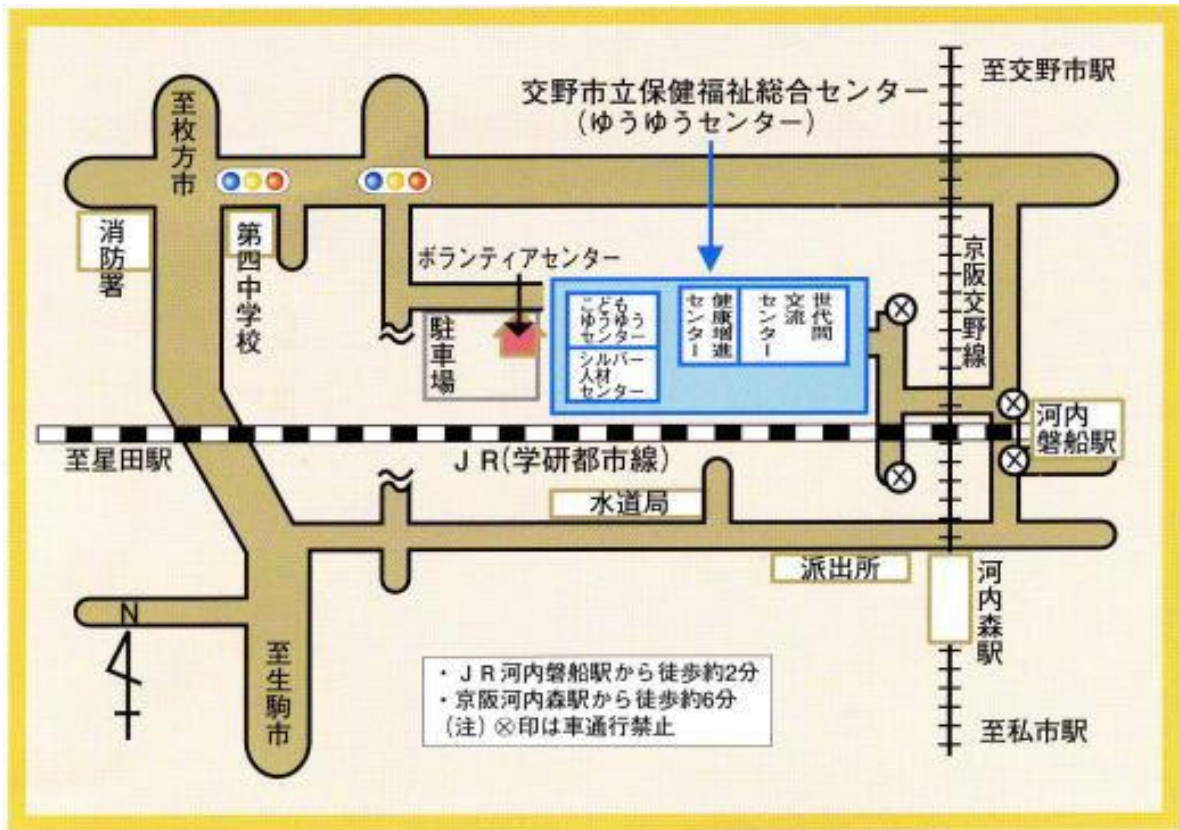 至交野市駅
交野市立保健福祉総合センター
(ゆうゆうセンター)
至枚方市
消防署
第四中学校
ボランティアセンター
駐車場
こども
ゆうゆう
センター
シルバー
人材
センター
健康増進
センター
世代間
交流
センター
京阪交野線
河内
磐船駅
至星田駅
JR(学研都市線)
水道局
派出所
河内森駅
N
至生駒市
・JR河内磐船駅から徒歩約2分
・京阪河内森駅から徒歩約6分
(注)⊗印は車通行禁止
至私市駅